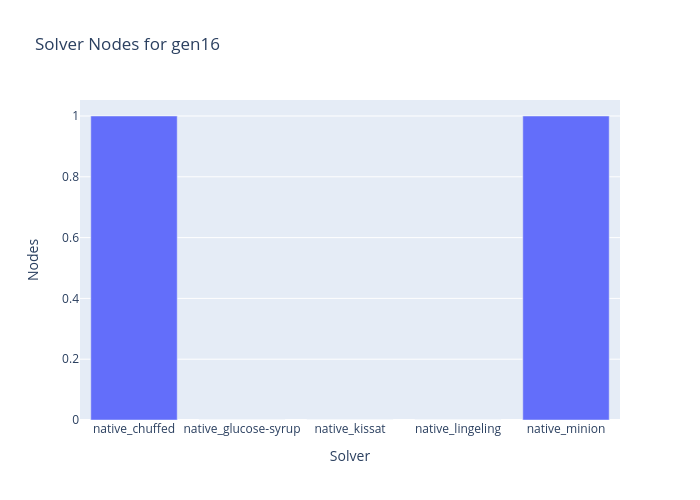 Solver Nodes for gen16
Nodes
1
0.8
0.6
0.4
0.2
0
native_chuffed native_glucose-syrup native_kissat native_lingeling native_minion
Solver